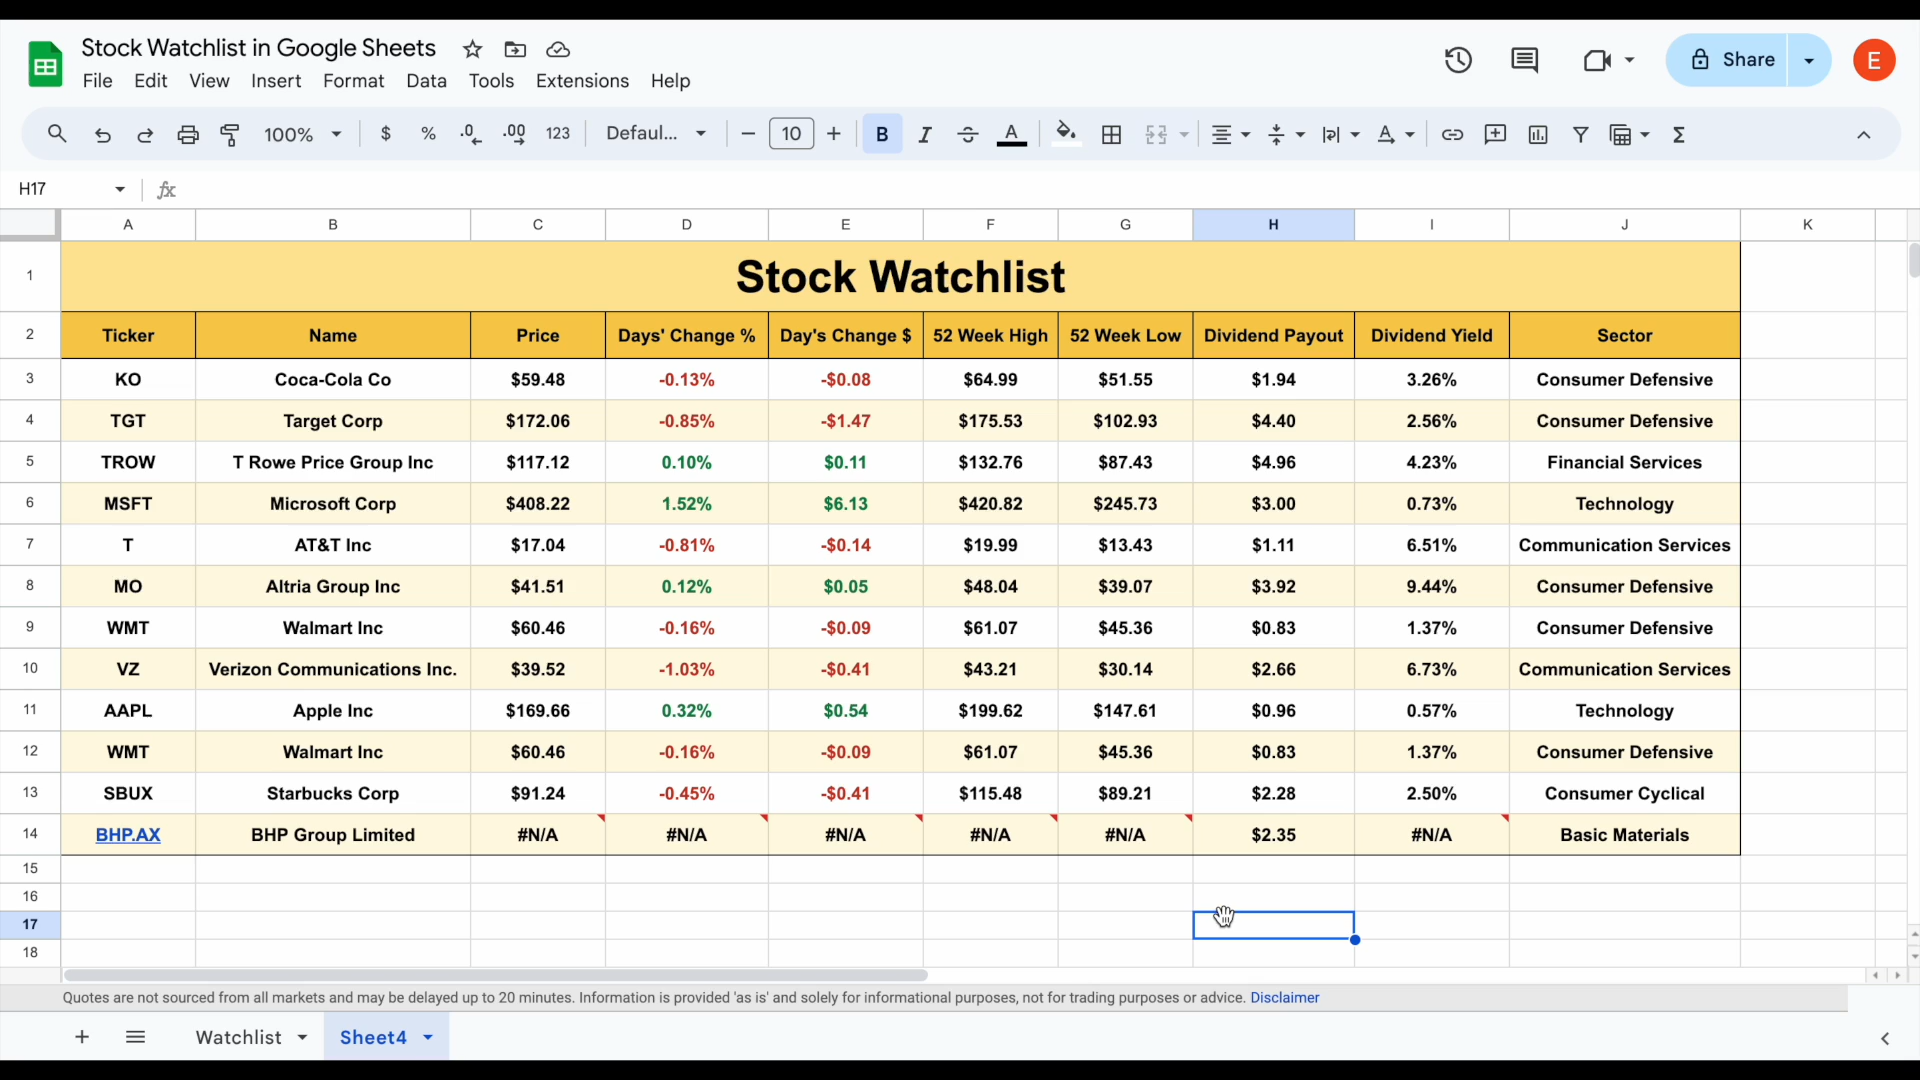 Stock Watchlist in Google Sheets
File Edit View Insert Format Data Tools Extensions Help
Share
E
100% $ % .0 .00 123 Defaul... − 10 + B I A A Σ
H17 fx
A B C D E F G H I J K
1 Stock Watchlist
2 Ticker Name Price Days' Change % Day's Change $ 52 Week High 52 Week Low Dividend Payout Dividend Yield Sector
3 KO Coca-Cola Co $59.48 -0.13% -$0.08 $64.99 $51.55 $1.94 3.26% Consumer Defensive
4 TGT Target Corp $172.06 -0.85% -$1.47 $175.53 $102.93 $4.40 2.56% Consumer Defensive
5 TROW T Rowe Price Group Inc $117.12 0.10% $0.11 $132.76 $87.43 $4.96 4.23% Financial Services
6 MSFT Microsoft Corp $408.22 1.52% $6.13 $420.82 $245.73 $3.00 0.73% Technology
7 T AT&T Inc $17.04 -0.81% -$0.14 $19.99 $13.43 $1.11 6.51% Communication Services
8 MO Altria Group Inc $41.51 0.12% $0.05 $48.04 $39.07 $3.92 9.44% Consumer Defensive
9 WMT Walmart Inc $60.46 -0.16% -$0.09 $61.07 $45.36 $0.83 1.37% Consumer Defensive
10 VZ Verizon Communications Inc. $39.52 -1.03% -$0.41 $43.21 $30.14 $2.66 6.73% Communication Services
11 AAPL Apple Inc $169.66 0.32% $0.54 $199.62 $147.61 $0.96 0.57% Technology
12 WMT Walmart Inc $60.46 -0.16% -$0.09 $61.07 $45.36 $0.83 1.37% Consumer Defensive
13 SBUX Starbucks Corp $91.24 -0.45% -$0.41 $115.48 $89.21 $2.28 2.50% Consumer Cyclical
14 BHP.AX BHP Group Limited #N/A #N/A #N/A #N/A #N/A $2.35 #N/A Basic Materials
15
16
17
18
Quotes are not sourced from all markets and may be delayed up to 20 minutes. Information is provided 'as is' and solely for informational purposes, not for trading purposes or advice. Disclaimer
+ Watchlist Sheet4